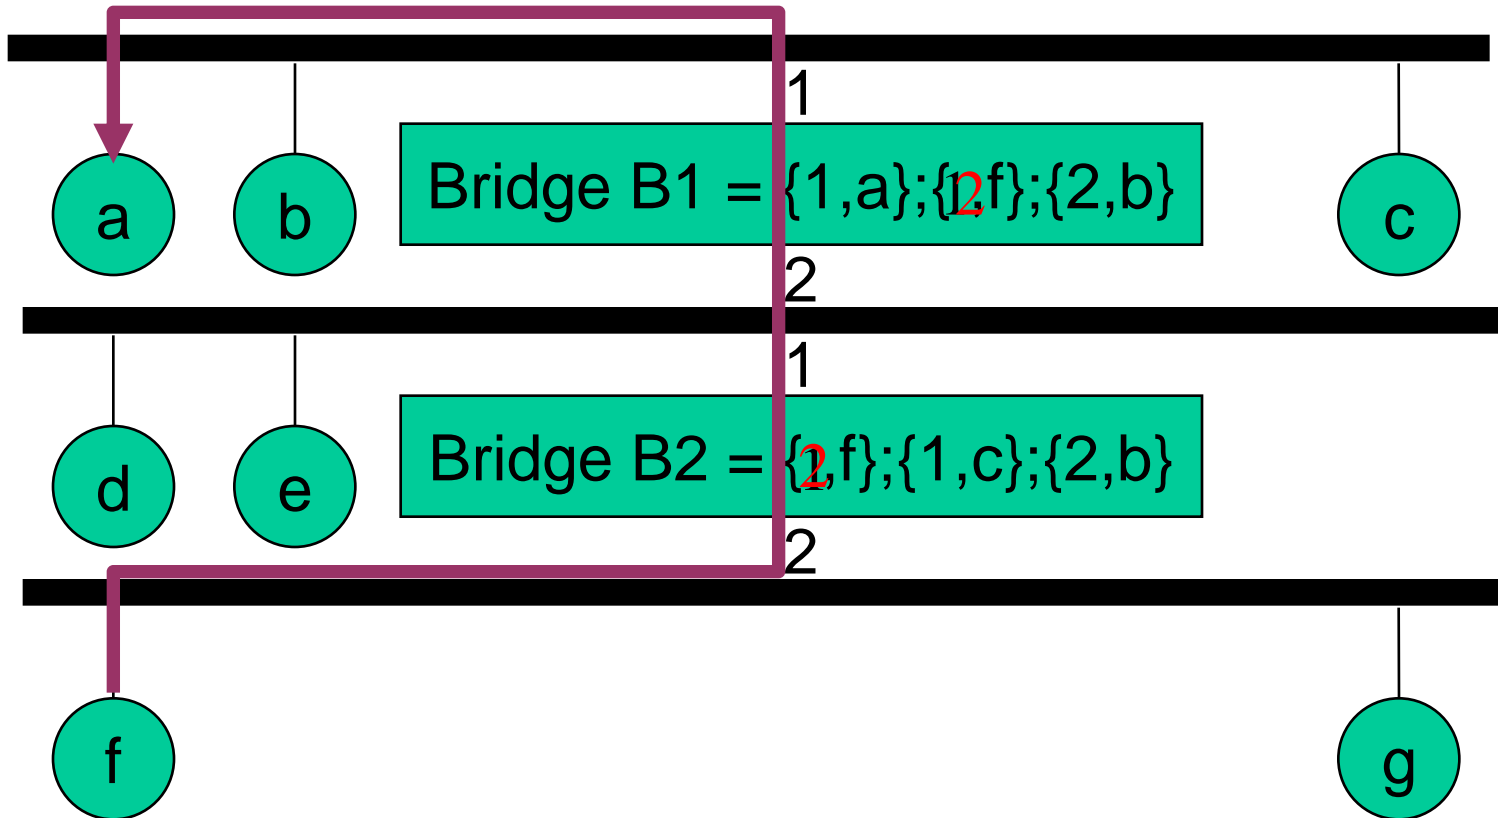 1
Bridge B1 = {1,a};{2,f};{2,b}
a
b
c
2
1
Bridge B2 = {2,f};{1,c};{2,b}
d
e
2
f
g